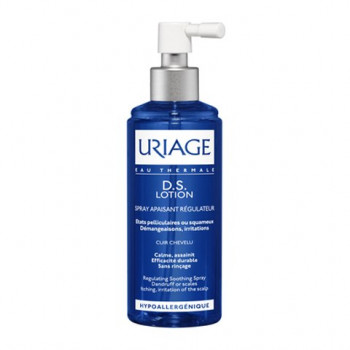 URIAGE
EAU THERMALE
D.S.
LOTION
SPRAY APAISANT RÉGULATEUR
États pelliculaires ou squameux
Démangeaisons, irritations
CUIR CHEVELU
Calme, assainit
Efficacité durable
Sans rinçage
Regulating Soothing Spray
Dandruff or scales
Itching, irritation of the scalp
HYPOALLERGÉNIQUE